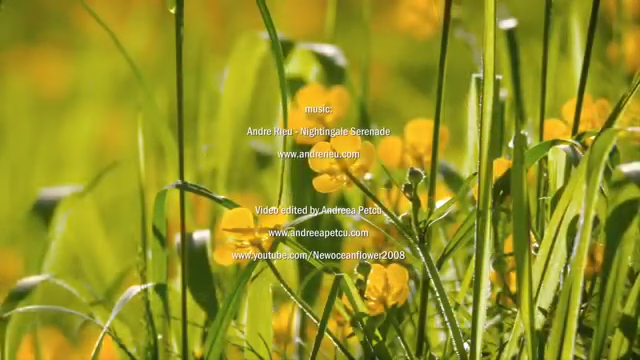 music:
Andre Rieu - Nightingale Serenade
www.andrerieu.com
Video edited by Andreea Petcu
www.andreeapetcu.com
www.youtube.com/Newoceanflower2008